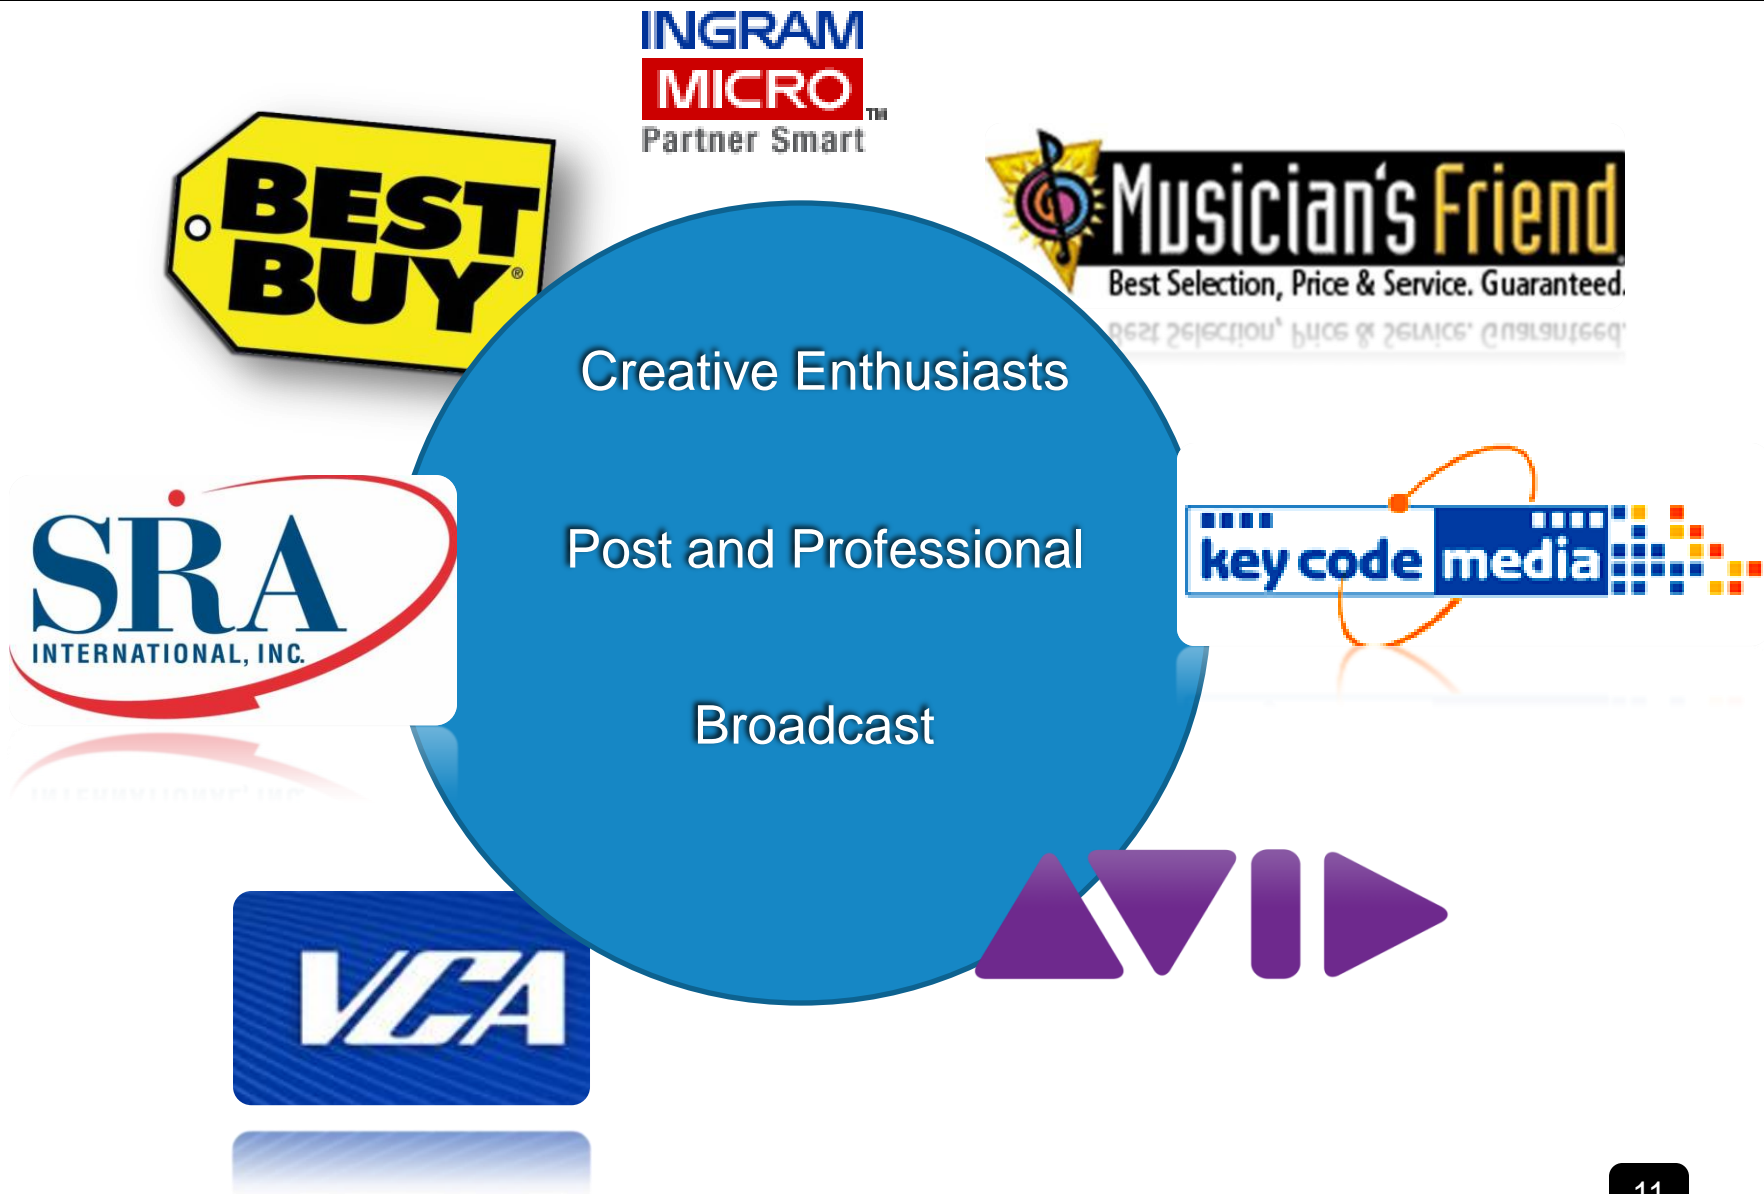 INGRAM
MICRO TM
Partner Smart
BEST
BUY®
Musician's Friend
Best Selection, Price & Service. Guaranteed.
Creative Enthusiasts
SRA
INTERNATIONAL, INC.
Post and Professional
key code media
Broadcast
AVID
VCA
11